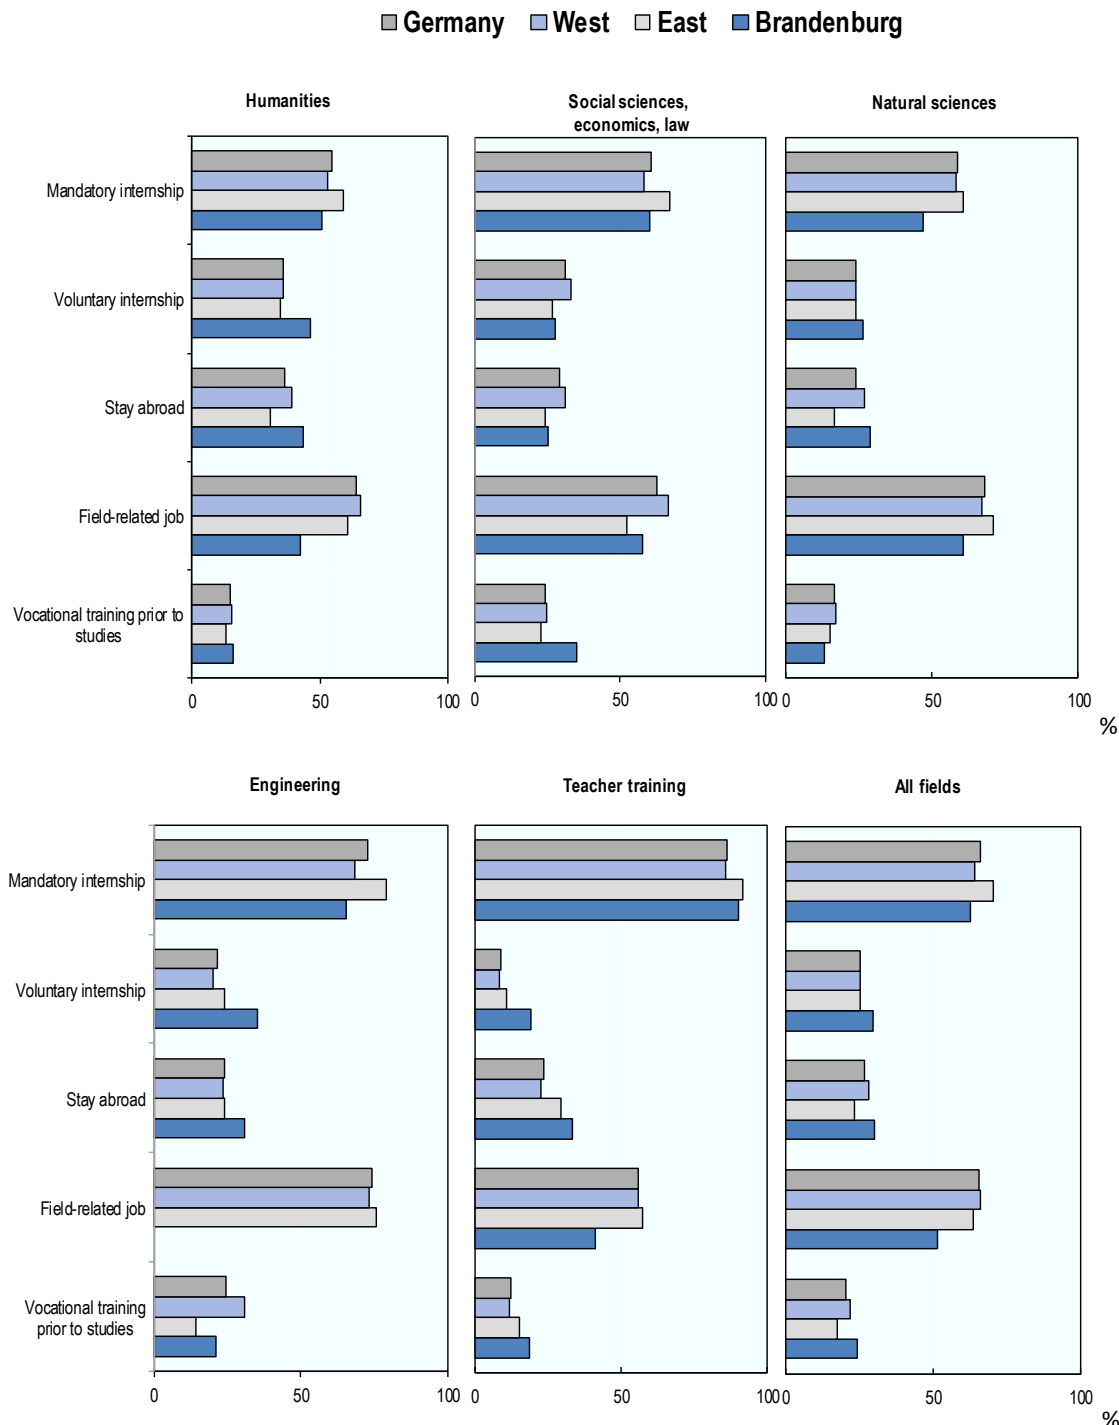 Germany West East Brandenburg
Humanities
Social sciences,
economics, law
Natural sciences
Mandatory internship
Voluntary internship
Stay abroad
Field-related job
Vocational training prior to
studies
0 50 100 0 50 100 0 50 100
%
Engineering
Teacher training
All fields
Mandatory internship
Voluntary internship
Stay abroad
Field-related job
Vocational training
prior to studies
0 50 100 0 50 100 0 50 100
%